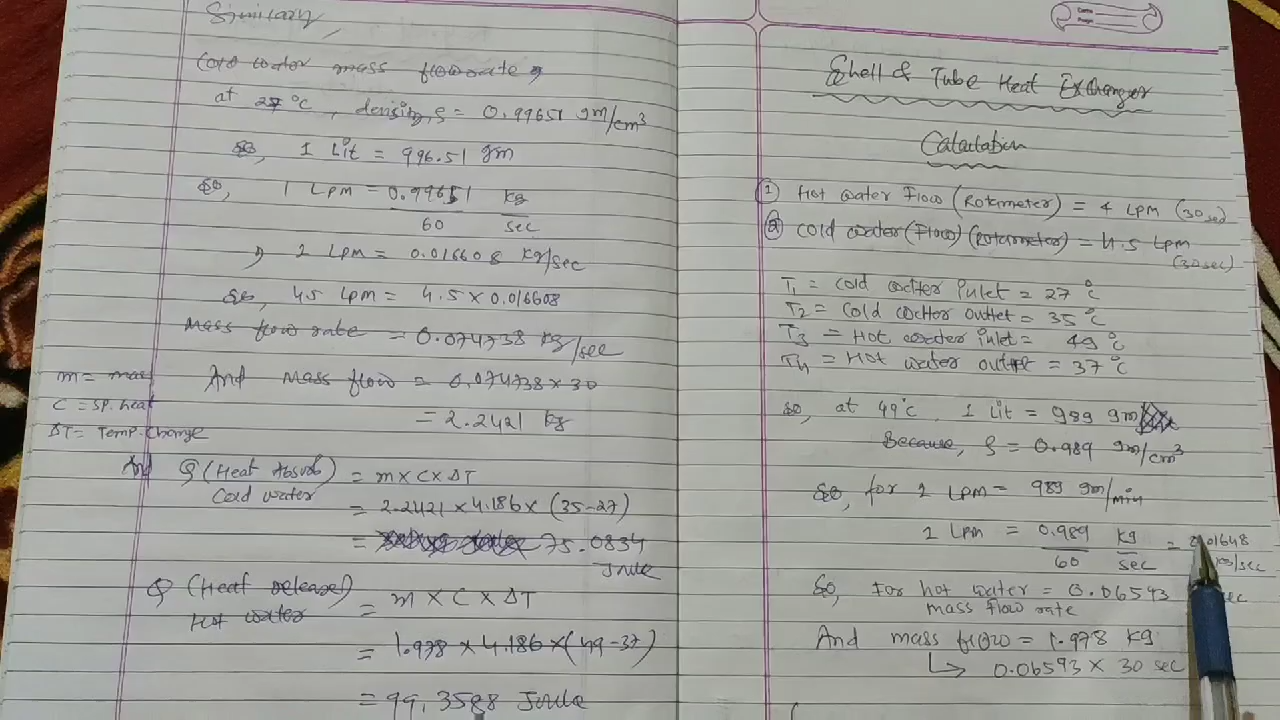 Similary,
Cold water mass flowrate,
at 27 °C, densing, ρ = 0.99651 gm/cm³
so, 1 Lit = 996.51 gm
so, 1 LPM = 0.99651 / 60 kg/sec
⇒ 1 LPM = 0.016608 kg/sec
so, 4.5 LPM = 4.5 × 0.016608
Mass flow rate = 0.074738 kg/sec
m = mass
And Mass flow = 0.074738 × 30
C = SP. heat
= 2.2421 kg
ΔT = Temp. Change
And Q (Heat Absorb) Cold water = m × C × ΔT
= 2.2421 × 4.186 × (35-27)
= 75.0834 Joule
Q (Heat release) Hot water = m × C × ΔT
= 1.978 × 4.186 × (49-37)
= 99.3588 Joule
Shell & Tube Heat Exchanger
Calculation
① Hot water Flow (Rotameter) = 4 LPM (30 sec)
② Cold water (Flow) (Rotameter) = 4.5 LPM
(30 sec)
T1 = Cold water inlet = 27 °C
T2 = Cold water outlet = 35 °C
T3 = Hot water inlet = 49 °C
T4 = Hot water outlet = 37 °C
so, at 49°C, 1 Lit = 989 gm
Because, ρ = 0.989 gm/cm³
so, for 1 LPM = 989 gm/min
1 LPM = 0.989 / 60 kg/sec = 0.01648 kg/sec
So, For hot water = 0.06593 sec
mass flow rate
And mass flow = 1.978 KG
↳ 0.06593 × 30 sec